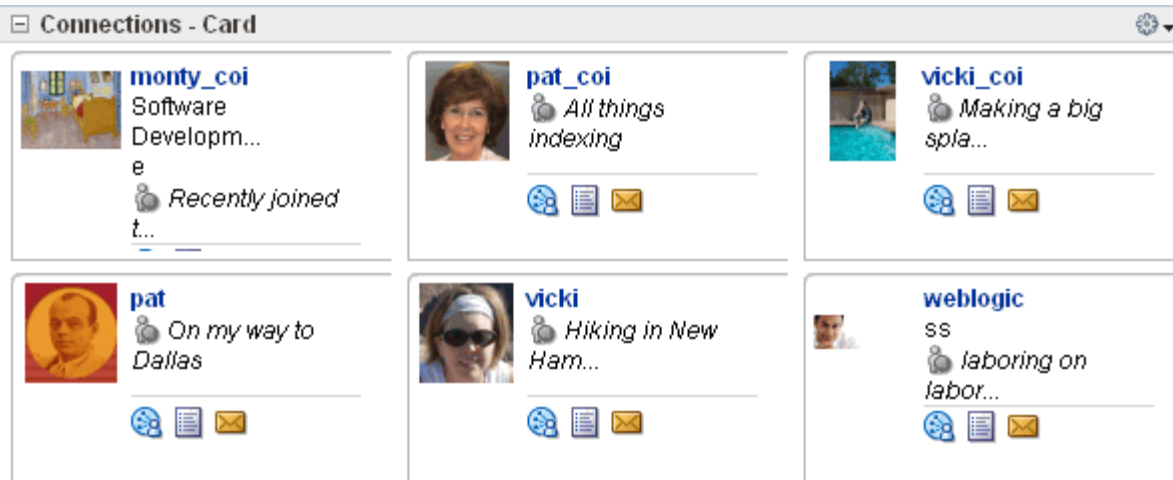 Connections - Card
monty_coi
Software
Developm...
e
Recently joined
t...
pat_coi
All things
indexing
vicki_coi
Making a big
spla...
pat
On my way to
Dallas
vicki
Hiking in New
Ham...
weblogic
ss
laboring on
labor...